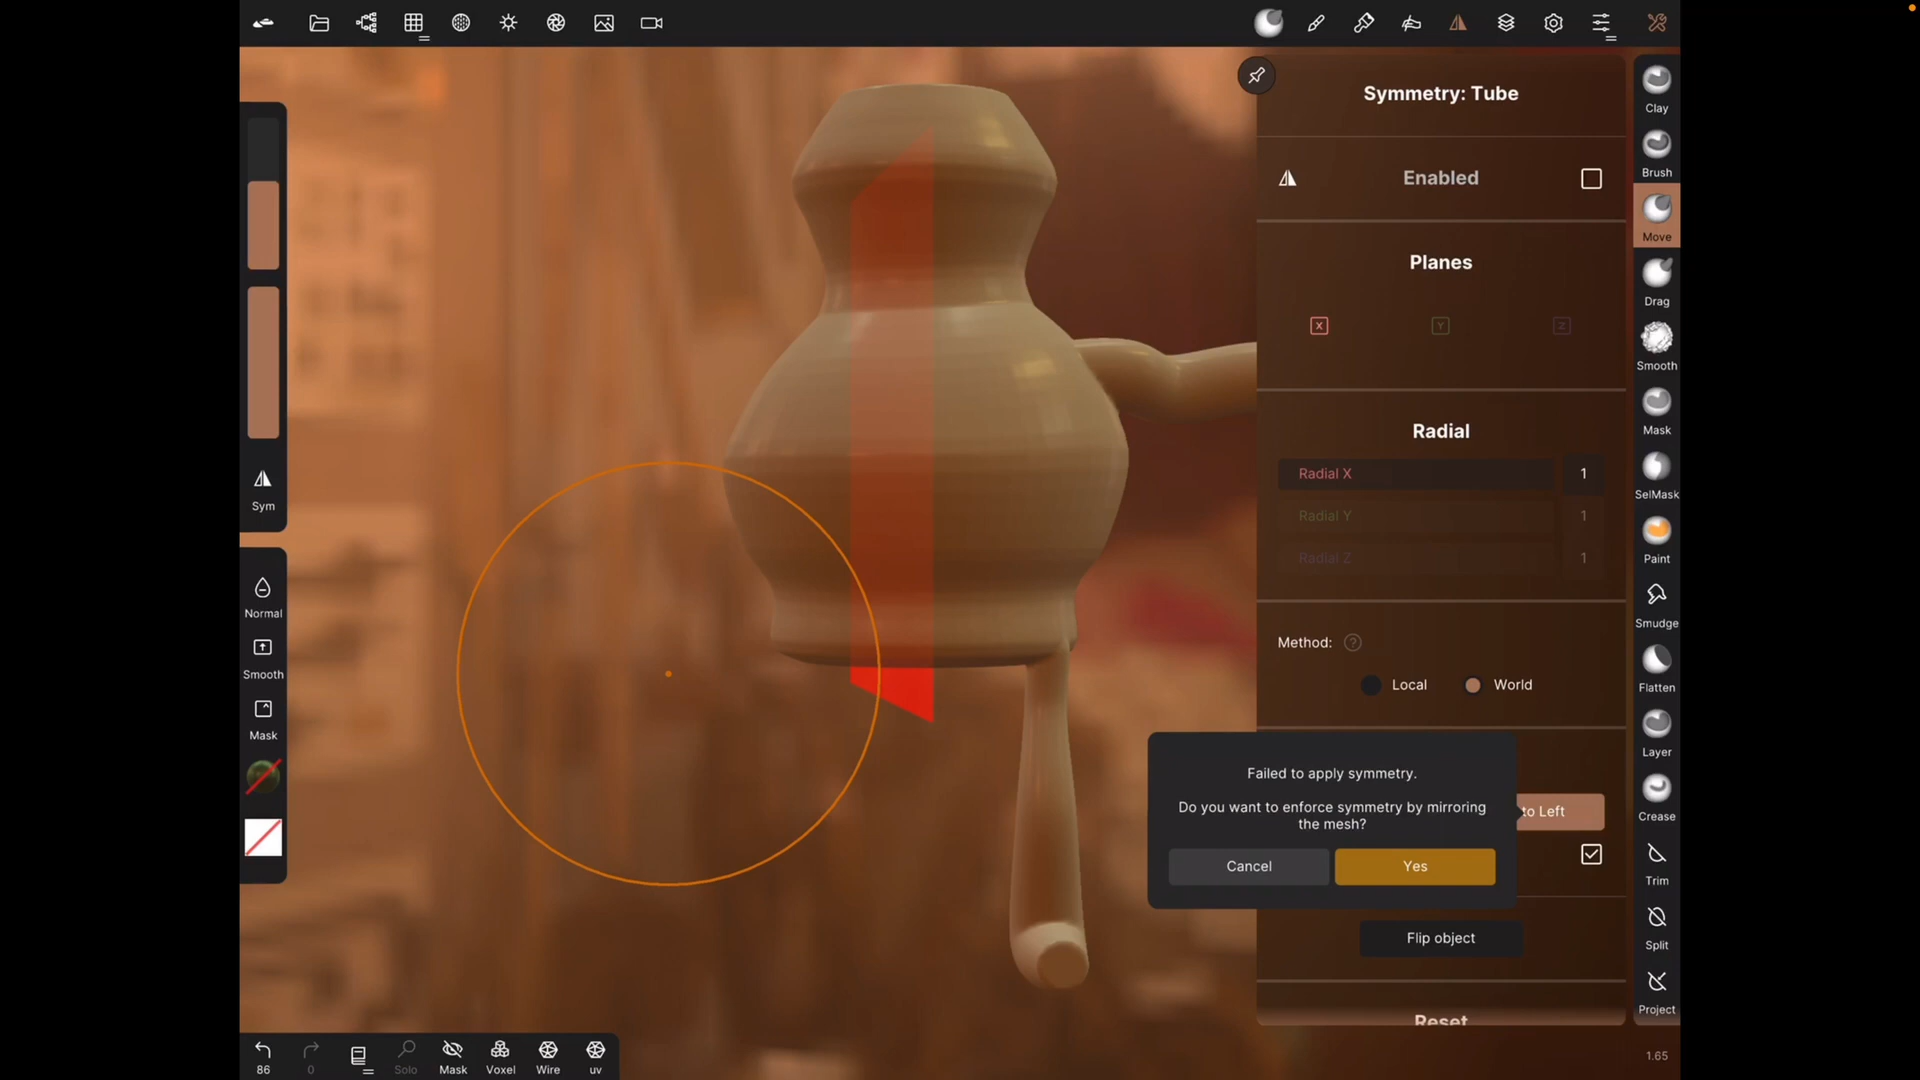 Symmetry: Tube
Enabled
Planes
X
Y
Z
Radial
Radial X
1
Radial Y
1
Radial Z
1
Method: ?
Local
World
to Left
Failed to apply symmetry.
Do you want to enforce symmetry by mirroring
the mesh?
Cancel
Yes
Flip object
Reset
Sym
Normal
Smooth
Mask
Clay
Brush
Move
Drag
Smooth
Mask
SelMask
Paint
Smudge
Flatten
Layer
Crease
Trim
Split
Project
86
0
Solo
Mask
Voxel
Wire
uv
1.65